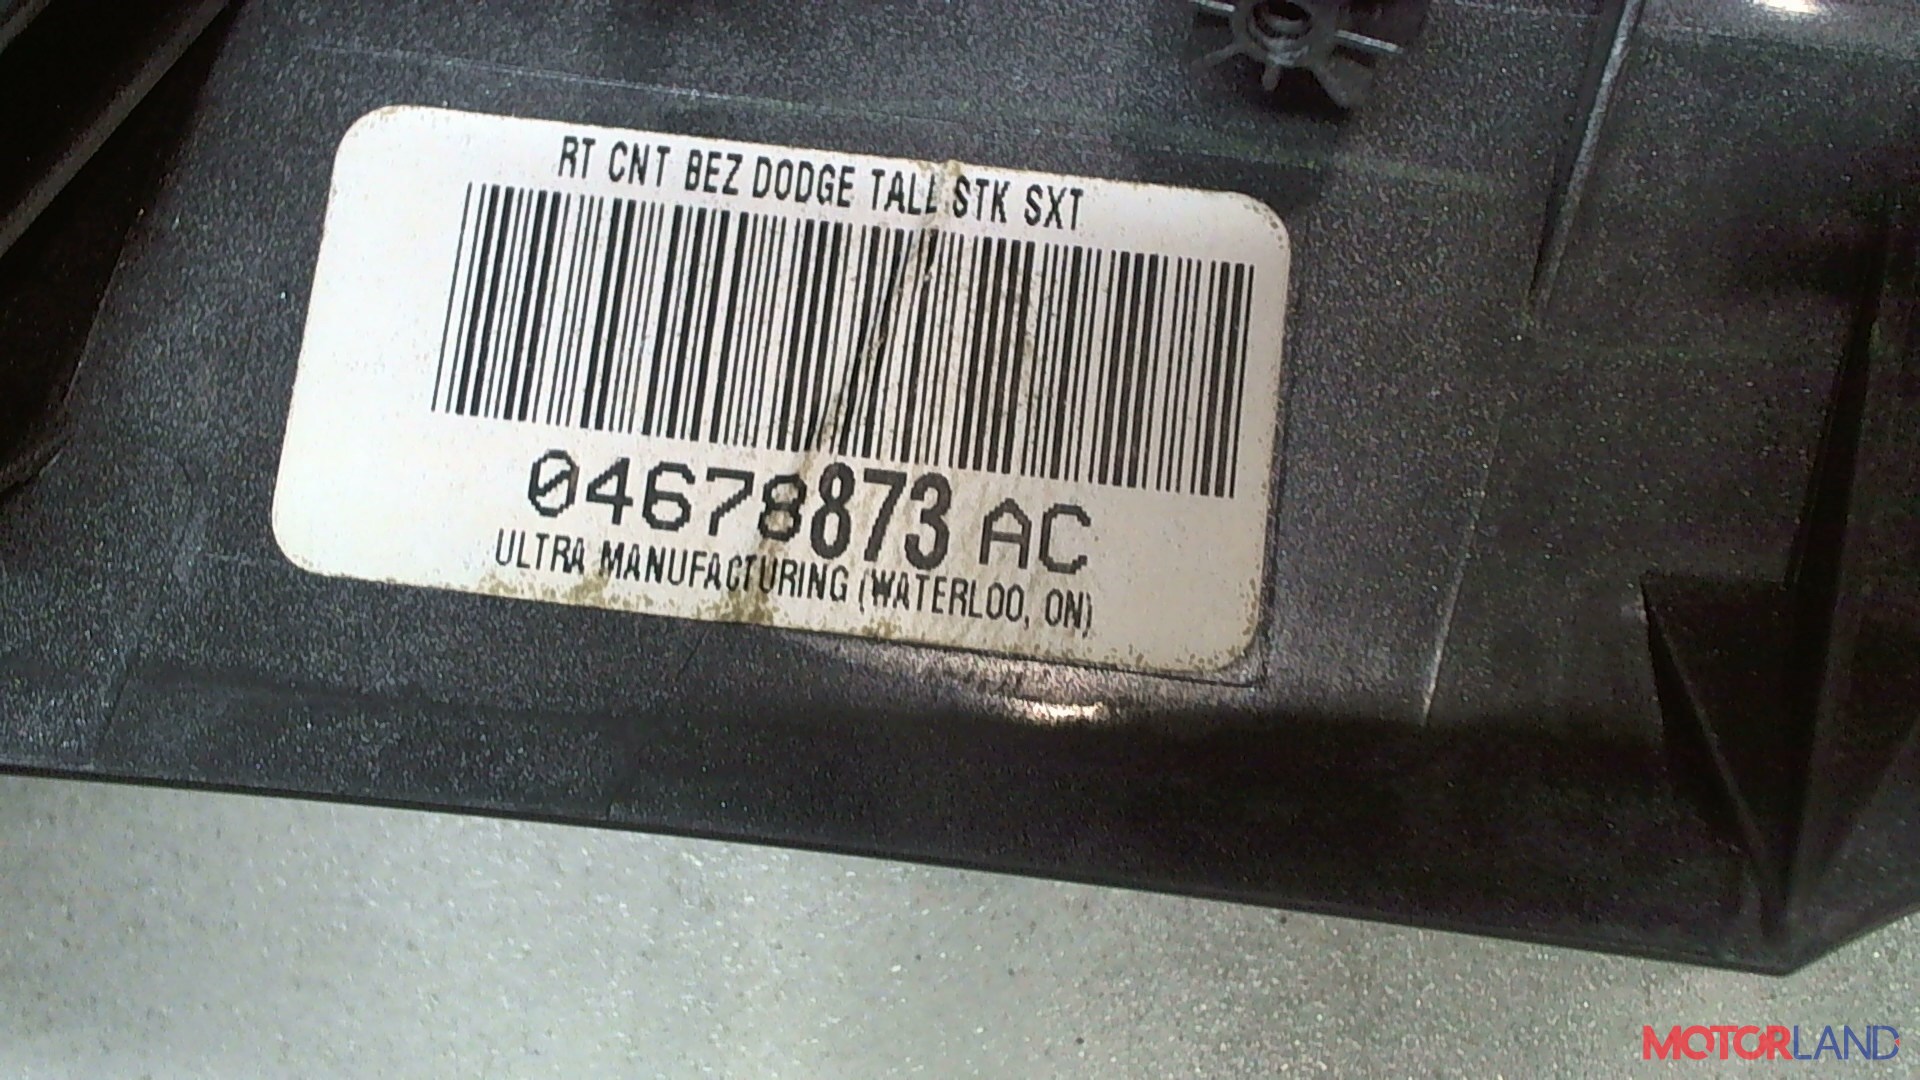 RT CNT BEZ DODGE TALL STK SXT
04678873 AC
ULTRA MANUFACTURING (WATERLOO, ON)
MOTORLAND